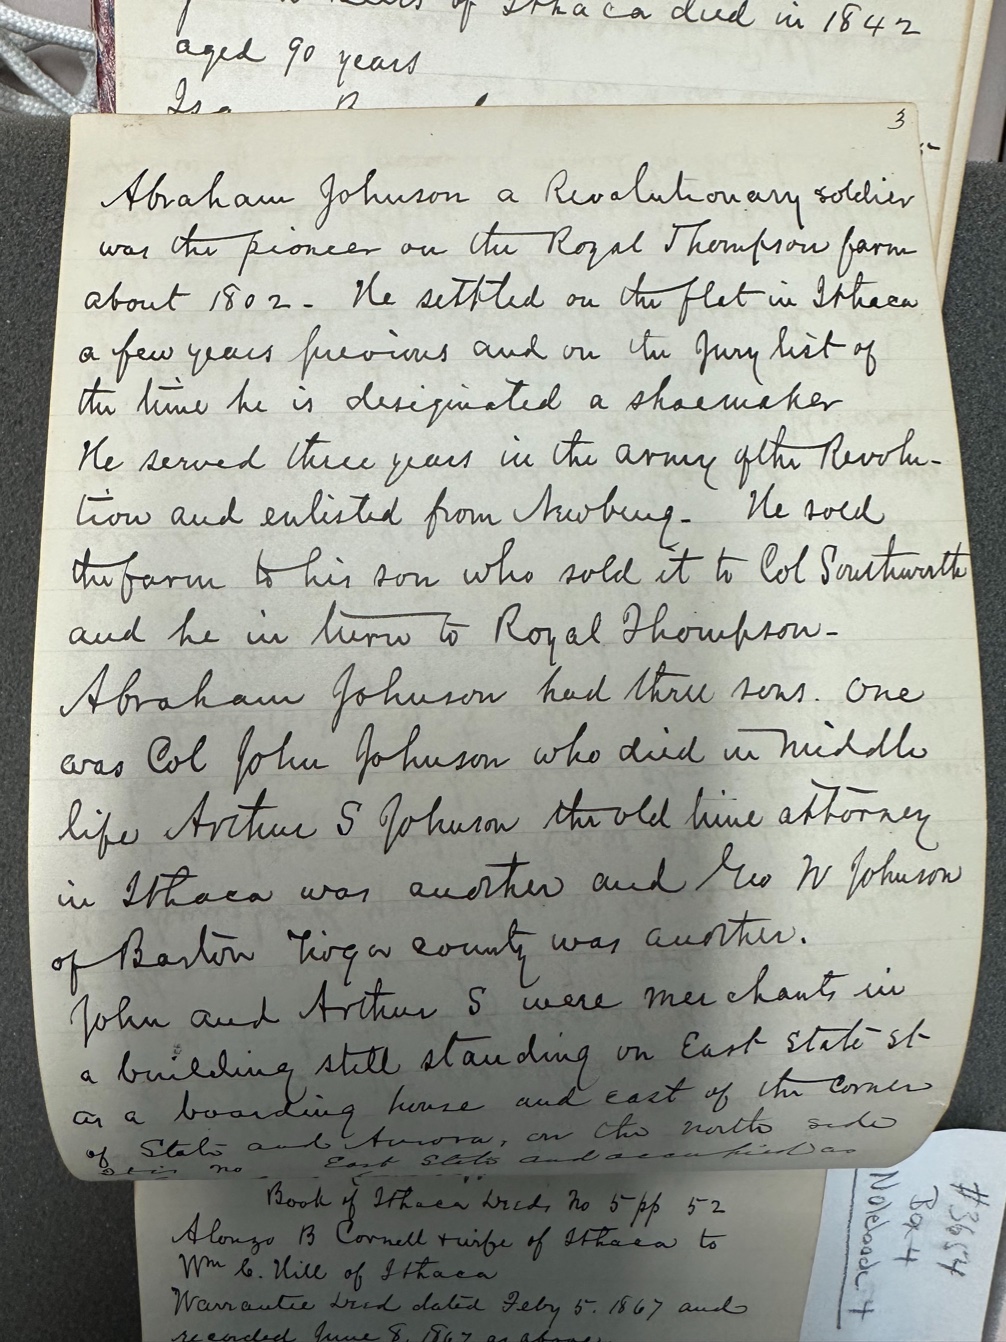 of Ithaca died in 1842
aged 90 years
3
Abraham Johnson a Revolutionary soldier
was the pioneer on the Royal Thompson farm
about 1802 - He settled on the flat in Ithaca
a few years previous and on the Jury list of
the time he is desiginated a shoemaker
He served three years in the army of the Revolu-
tion and enlisted from Newburg - He sold
the farm to his son who sold it to Col Southworth
and he in turn to Royal Thompson -
Abraham Johnson had three sons. One
was Col John Johnson who died in middle
life Arthur S Johnson the old time attorney
in Ithaca was another and Geo W Johnson
of Barton Tioga county was another.
John and Arthur S were merchants in
a building still standing on East State St
as a boarding house and east of the corner
of State and Aurora, on the north side
East State and occupied as
Book of Ithaca Deeds No 5 pp 52
Alonzo B Cornell & wife of Ithaca to
Wm C. Hill of Ithaca
Warrantee Deed dated Feby 5. 1867 and
recorded June 8, 1867 as above
#3654
Box 4
Notebook 4